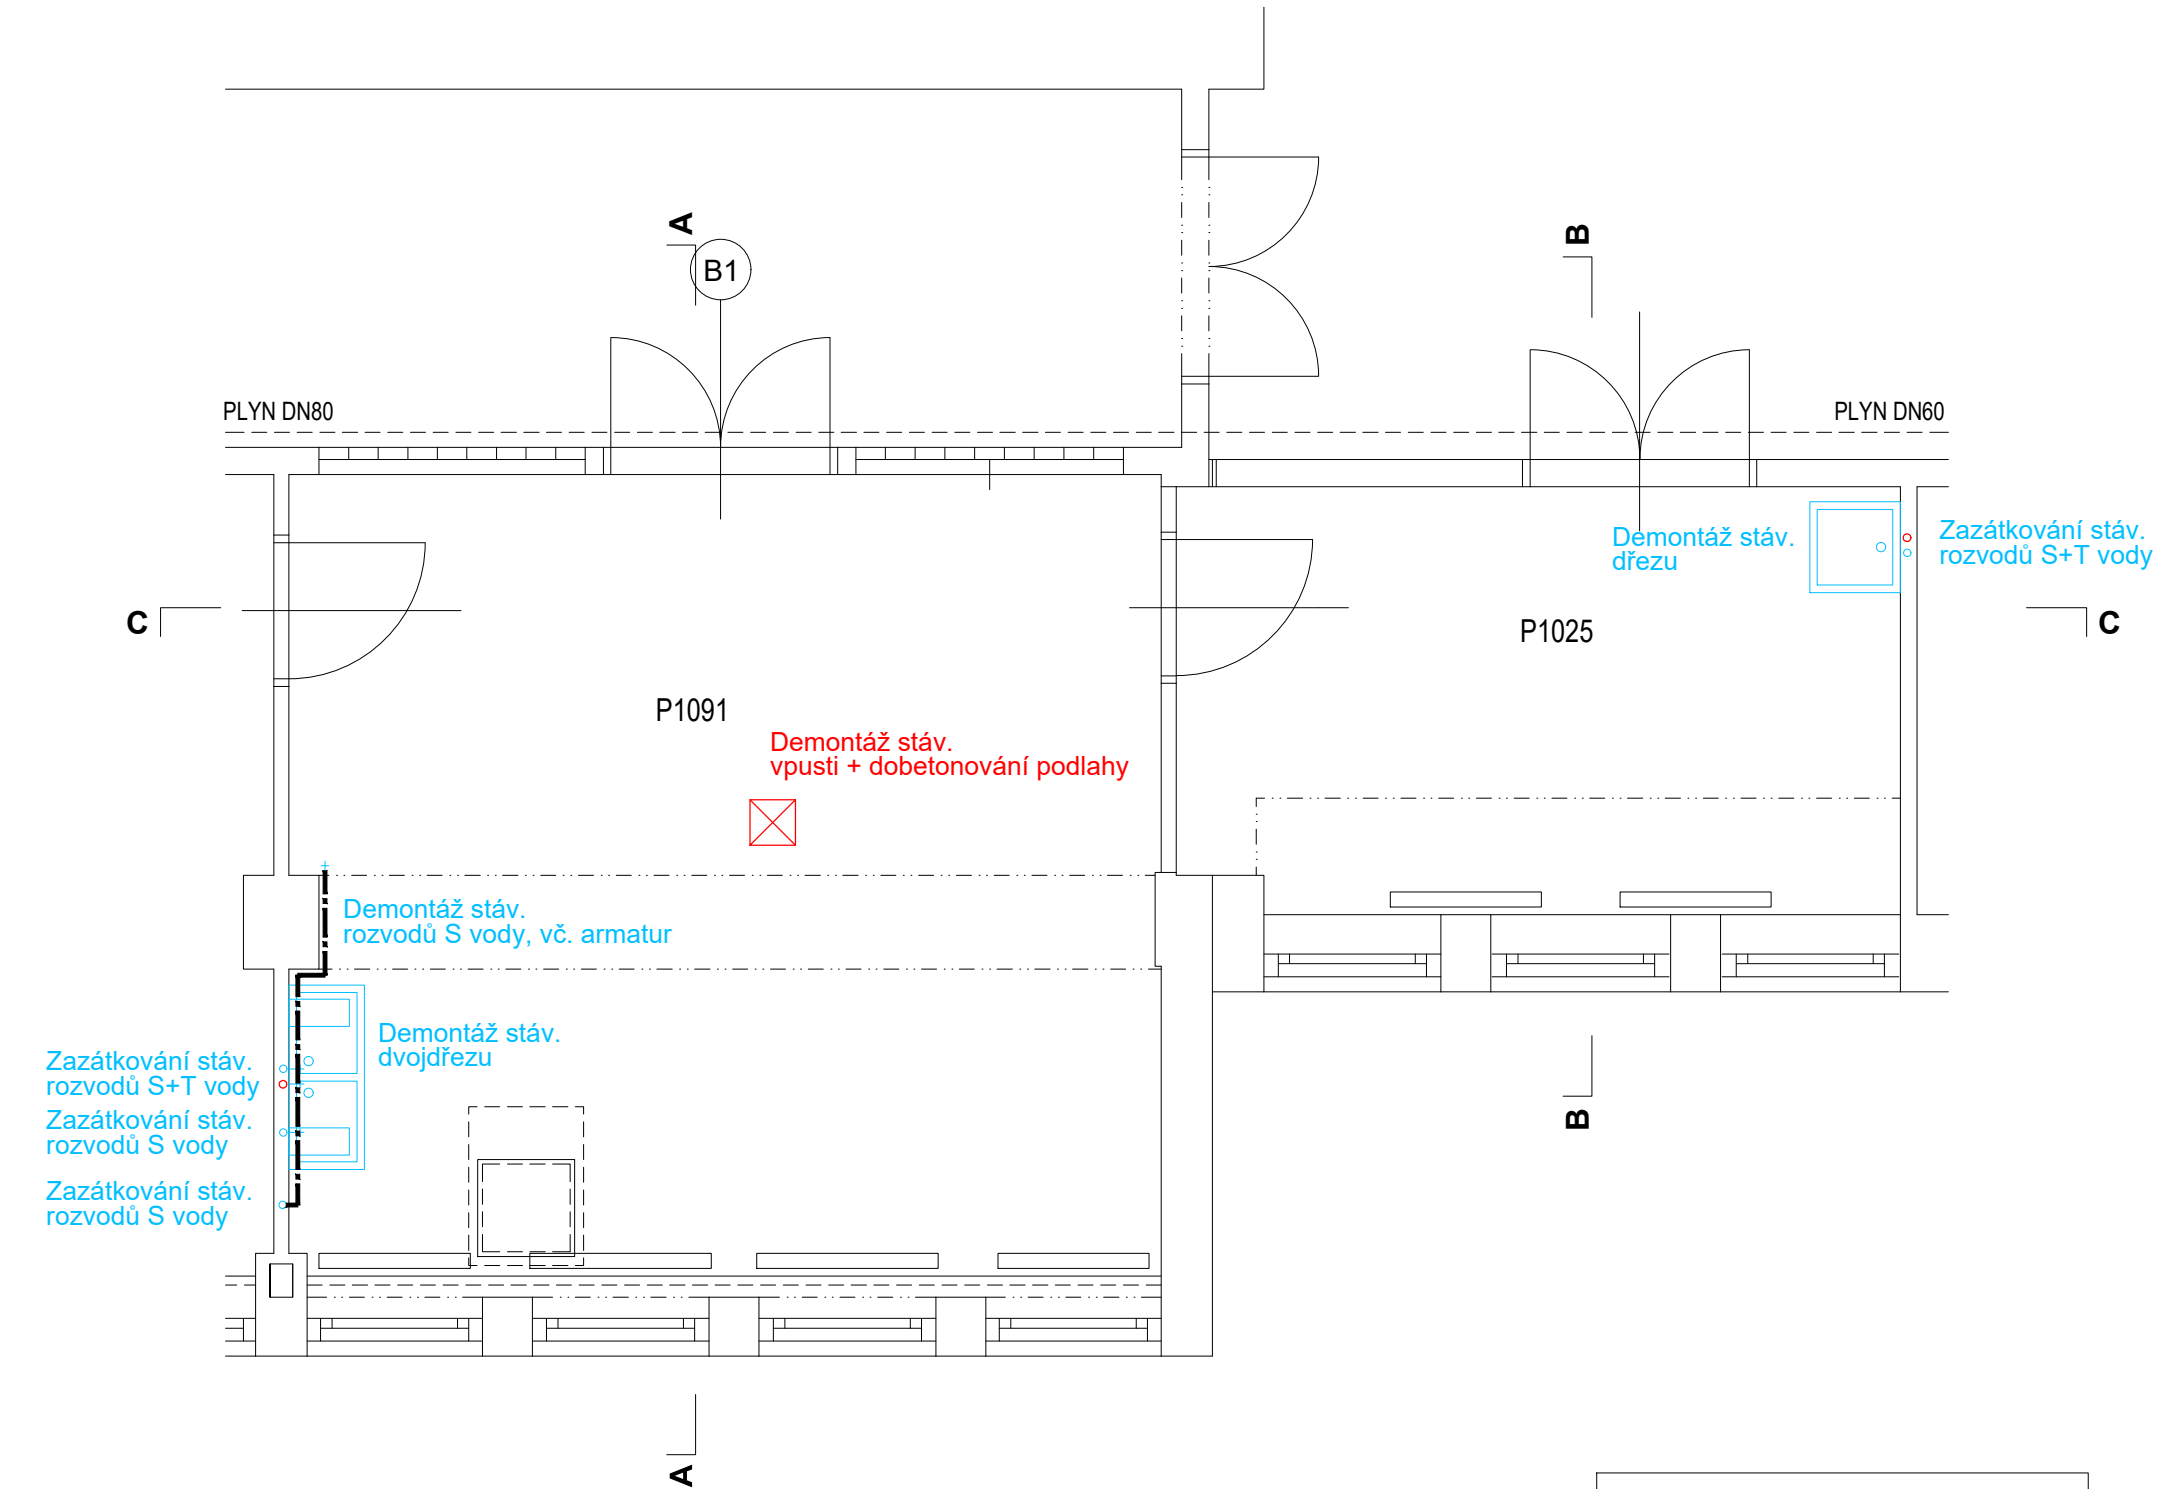 A
B1
B
PLYN DN80
PLYN DN60
Demontáž stáv.
dřezu
Zazátkování stáv.
rozvodů S+T vody
C
C
P1025
P1091
Demontáž stáv.
vpusti + dobetonování podlahy
Demontáž stáv.
rozvodů S vody, vč. armatur
Demontáž stáv.
dvojdřezu
Zazátkování stáv.
rozvodů S+T vody
Zazátkování stáv.
rozvodů S vody
Zazátkování stáv.
rozvodů S vody
B
A